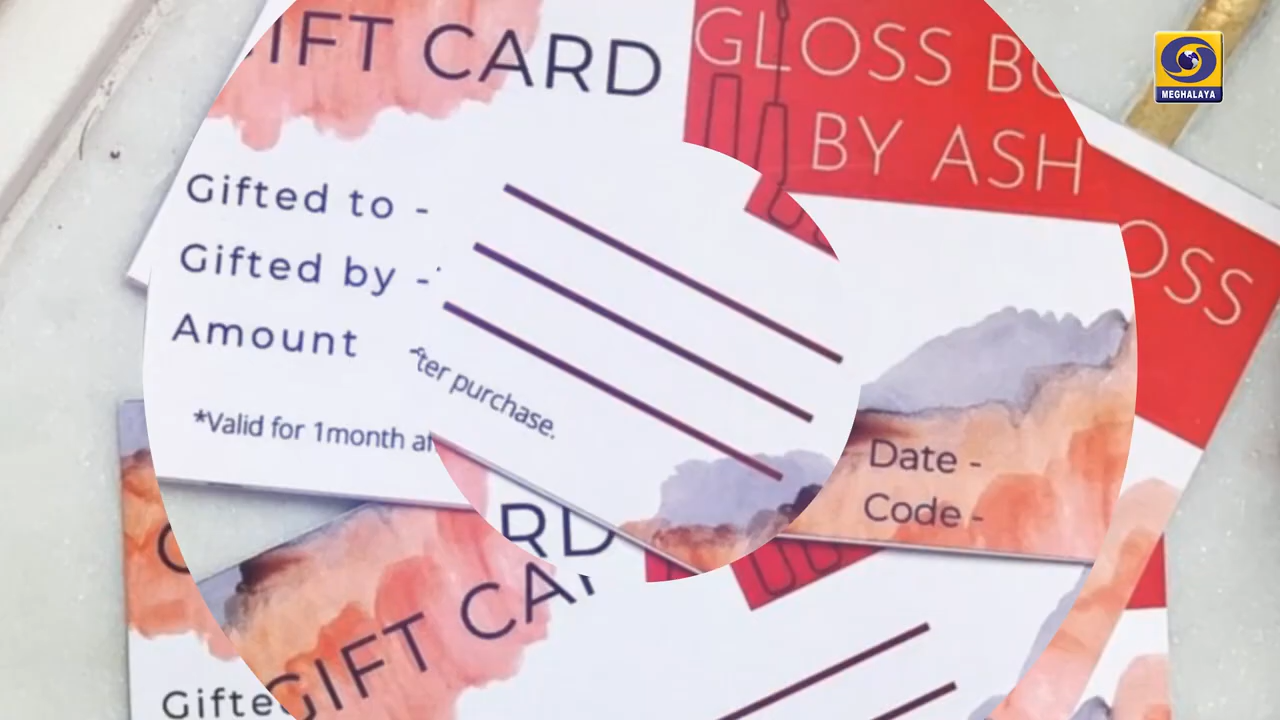 GIFT CARD
GLOSS BO
BY ASH
MEGHALAYA
Gifted to -
Gifted by -
Amount
*Valid for 1month af
ter purchase.
OSS
Date -
Code -
RD
GIFT CA
Gifte